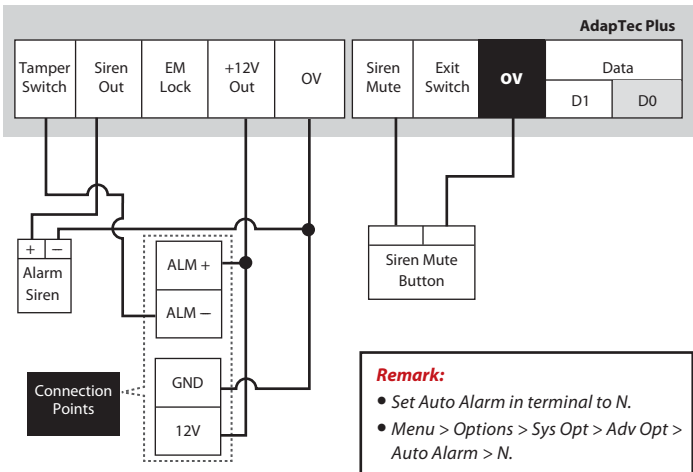 AdapTec Plus
Tamper
Switch
Siren
Out
EM
Lock
+12V
Out
OV
Siren
Mute
Exit
Switch
OV
Data
D1
D0
+
−
Alarm
Siren
ALM +
ALM −
GND
12V
Connection
Points
Siren Mute
Button
Remark:
• Set Auto Alarm in terminal to N.
• Menu > Options > Sys Opt > Adv Opt >
Auto Alarm > N.